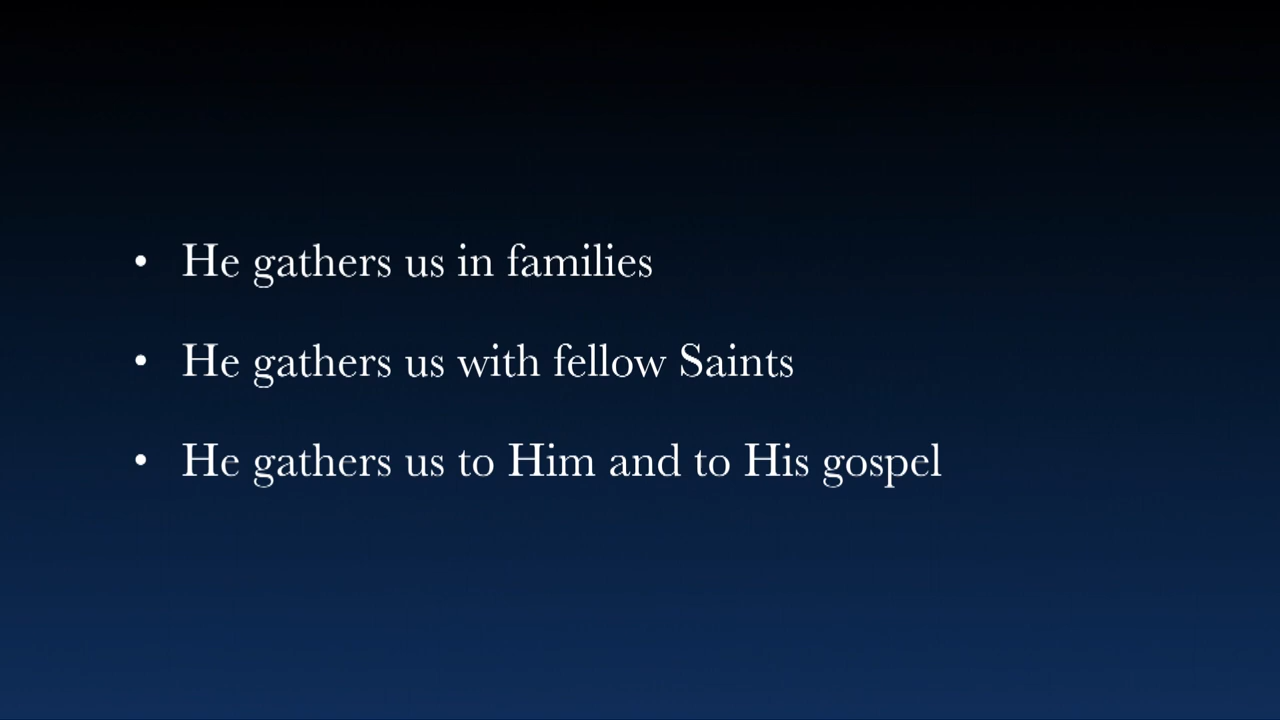 • He gathers us in families
• He gathers us with fellow Saints
• He gathers us to Him and to His gospel